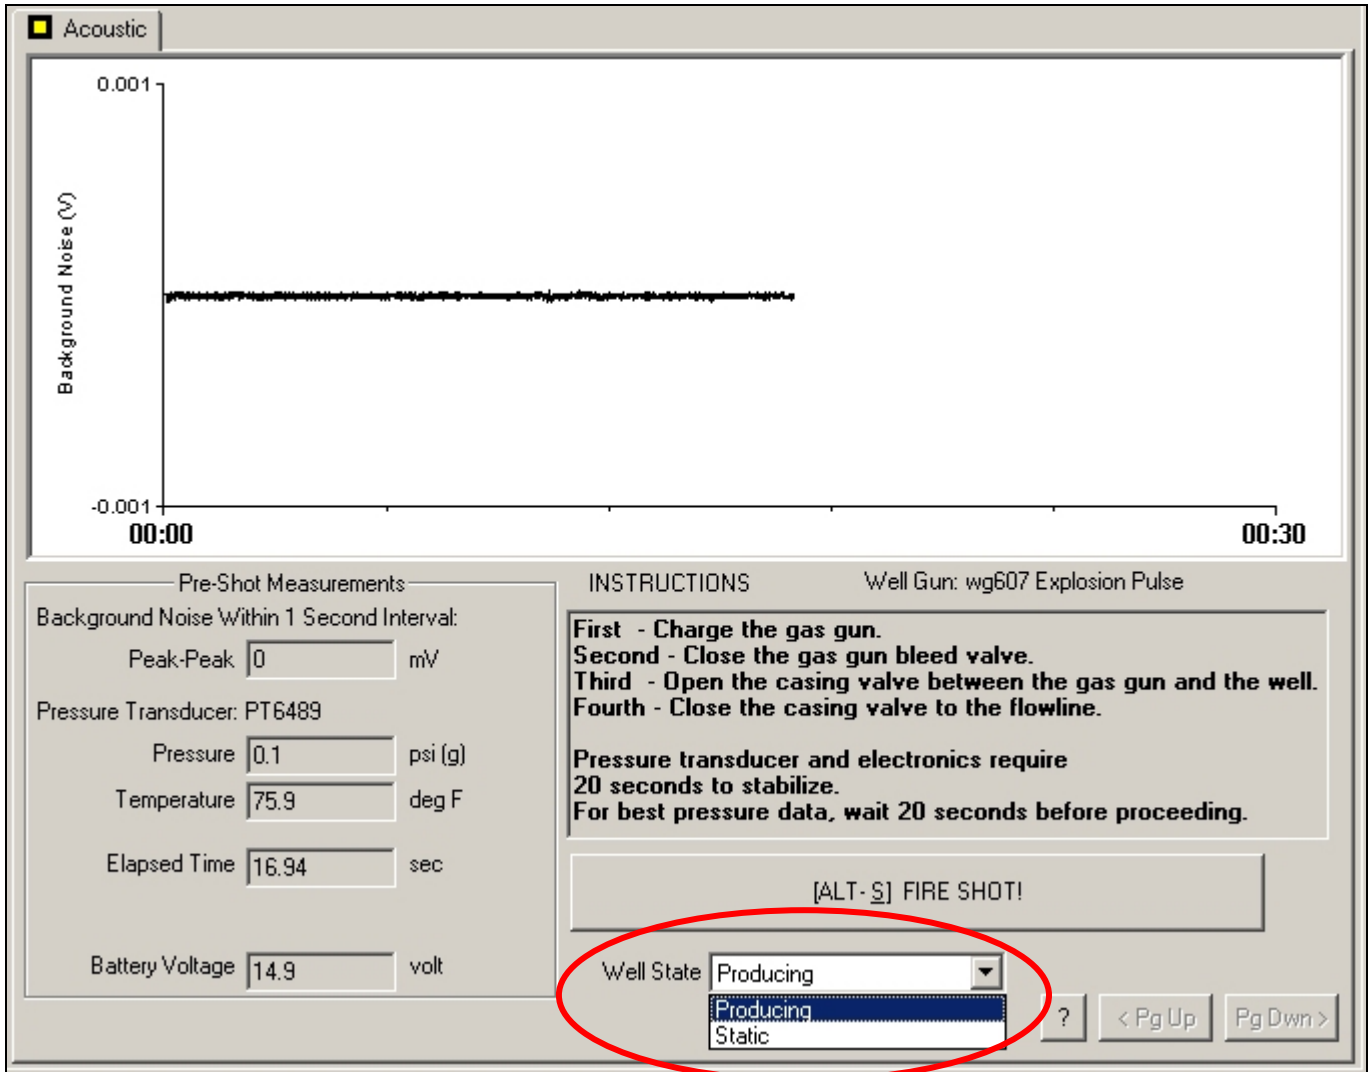 Acoustic
0.001
Background Noise (V)
-0.001
00:00
00:30
Pre-Shot Measurements
Background Noise Within 1 Second Interval:
Peak-Peak 0 mV
Pressure Transducer: PT6489
Pressure 0.1 psi (g)
Temperature 75.9 deg F
Elapsed Time 16.94 sec
Battery Voltage 14.9 volt
INSTRUCTIONS Well Gun: wg607 Explosion Pulse
First - Charge the gas gun.
Second - Close the gas gun bleed valve.
Third - Open the casing valve between the gas gun and the well.
Fourth - Close the casing valve to the flowline.
Pressure transducer and electronics require
20 seconds to stabilize.
For best pressure data, wait 20 seconds before proceeding.
[ALT- S] FIRE SHOT!
Well State Producing
Producing
Static
? < Pg Up Pg Dwn >